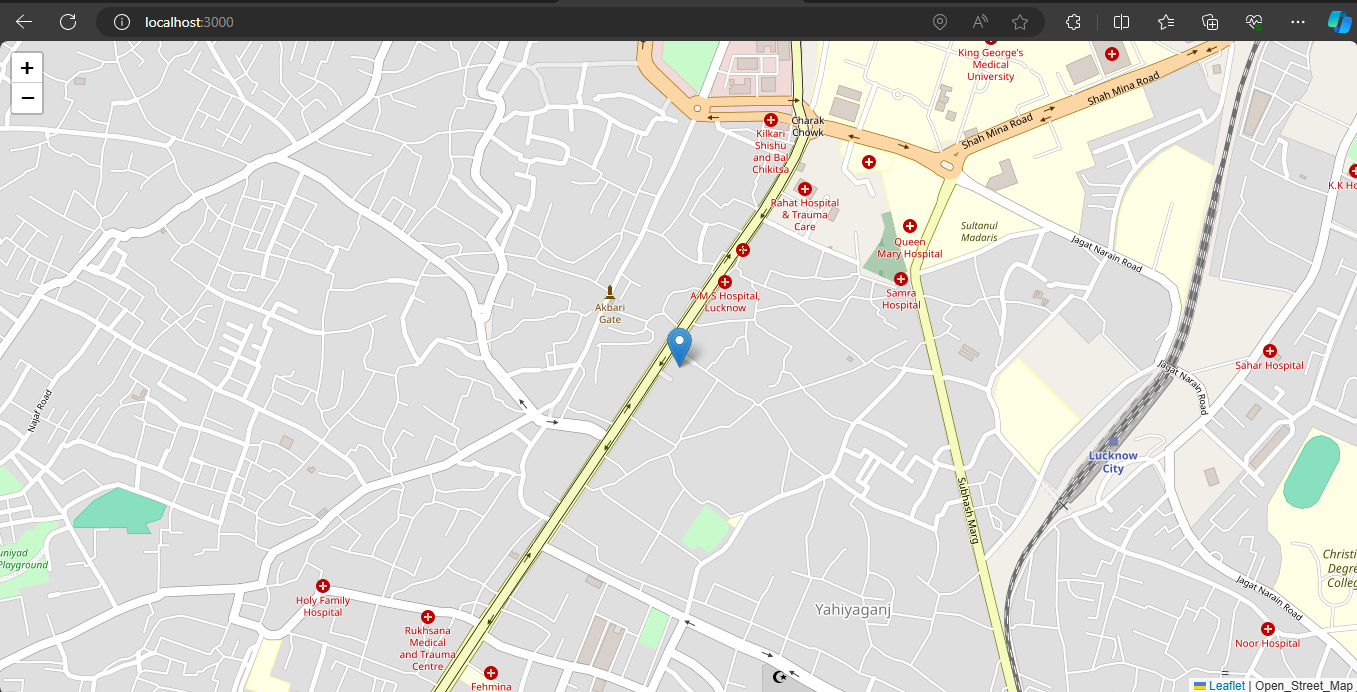 localhost:3000
+
−
King George's
Medical
University
Shah Mina Road
Shah Mina Road
Charak
Chowk
Kilkari
Shishu
and Bal
Chikitsa
Rahat Hospital
& Trauma
Care
K.K Ho
Queen
Mary Hospital
Sultanul
Madaris
Jagat Narain Road
A M S Hospital,
Lucknow
Samra
Hospital
Akbari
Gate
Sahar Hospital
Jagat Narain Road
Najaf Road
Lucknow
City
Subhash Marg
uniyad
Playground
Christi
Degre
Colleg
Holy Family
Hospital
Jagat Narain Road
Yahiyaganj
Rukhsana
Medical
and Trauma
Centre
Noor Hospital
Fehmina
Leaflet | Open_Street_Map